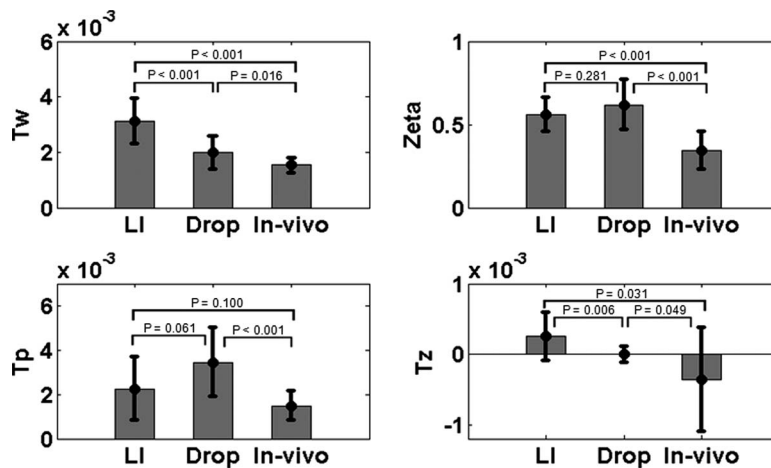 x 10⁻³
6
4
2
0
Tw
P < 0.001
P < 0.001
P = 0.016
LI Drop In-vivo
1
0.5
0
Zeta
P < 0.001
P = 0.281
P < 0.001
LI Drop In-vivo
x 10⁻³
6
4
2
0
Tp
P = 0.100
P = 0.061
P < 0.001
LI Drop In-vivo
x 10⁻³
1
0
-1
Tz
P = 0.031
P = 0.006
P = 0.049
LI Drop In-vivo